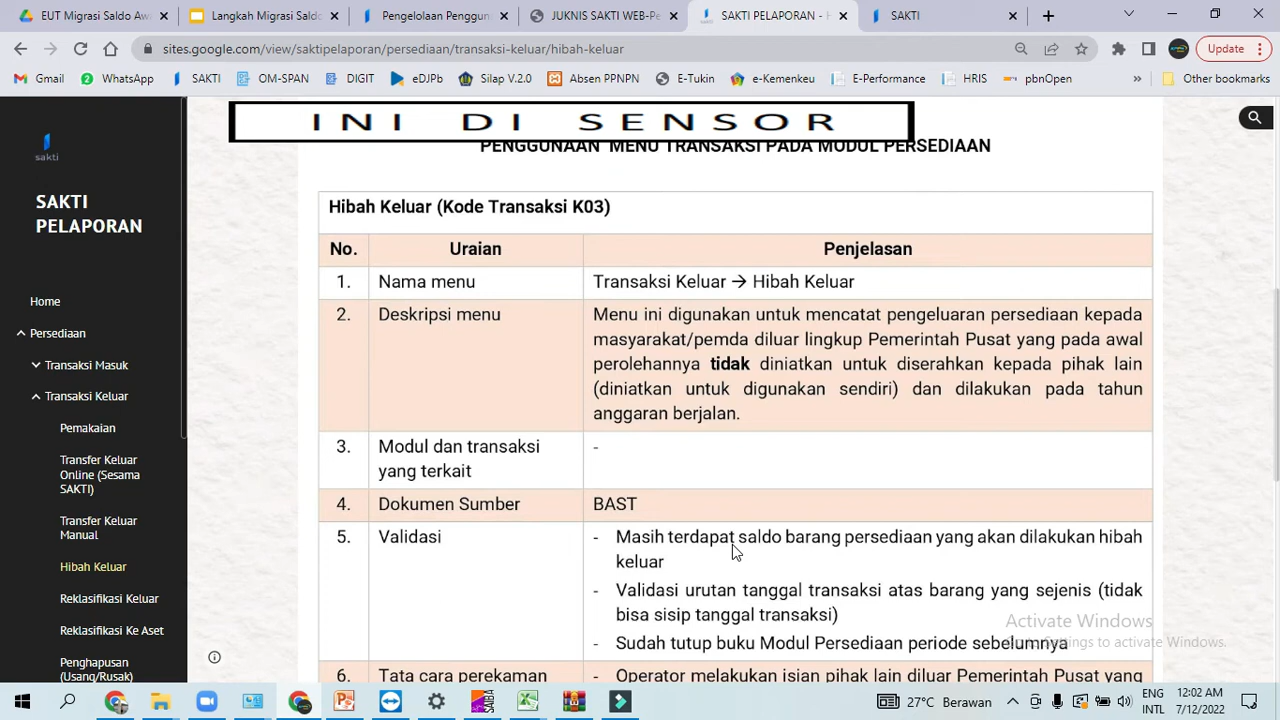 EUT Migrasi Saldo Aw
Langkah Migrasi Saldo
Pengelolaan Penggun
JUKNIS SAKTI WEB-Pe
SAKTI PELAPORAN - H
SAKTI
sites.google.com/view/saktipelaporan/persediaan/transaksi-keluar/hibah-keluar
Update
Gmail
WhatsApp
SAKTI
OM-SPAN
DIGIT
eDJPb
Silap V.2.0
Absen PPNPN
E-Tukin
e-Kemenkeu
E-Performance
HRIS
pbnOpen
»
Other bookmarks
INI DI SENSOR
PENGGUNAAN MENU TRANSAKSI PADA MODUL PERSEDIAAN
sakti
SAKTI
PELAPORAN
Home
Persediaan
Transaksi Masuk
Transaksi Keluar
Pemakaian
Transfer Keluar
Online (Sesama
SAKTI)
Transfer Keluar
Manual
Hibah Keluar
Reklasifikasi Keluar
Reklasifikasi Ke Aset
Penghapusan
(Usang/Rusak)
Hibah Keluar (Kode Transaksi K03)
No. Uraian Penjelasan
1. Nama menu Transaksi Keluar → Hibah Keluar
2. Deskripsi menu Menu ini digunakan untuk mencatat pengeluaran persediaan kepada
masyarakat/pemda diluar lingkup Pemerintah Pusat yang pada awal
perolehannya tidak diniatkan untuk diserahkan kepada pihak lain
(diniatkan untuk digunakan sendiri) dan dilakukan pada tahun
anggaran berjalan.
3. Modul dan transaksi -
yang terkait
4. Dokumen Sumber BAST
5. Validasi - Masih terdapat saldo barang persediaan yang akan dilakukan hibah
keluar
- Validasi urutan tanggal transaksi atas barang yang sejenis (tidak
bisa sisip tanggal transaksi)
- Sudah tutup buku Modul Persediaan periode sebelumnya
6. Tata cara perekaman - Operator melakukan isian pihak lain diluar Pemerintah Pusat yang
Activate Windows
Go to Settings to activate Windows.
27°C Berawan
ENG
INTL
12:02 AM
7/12/2022